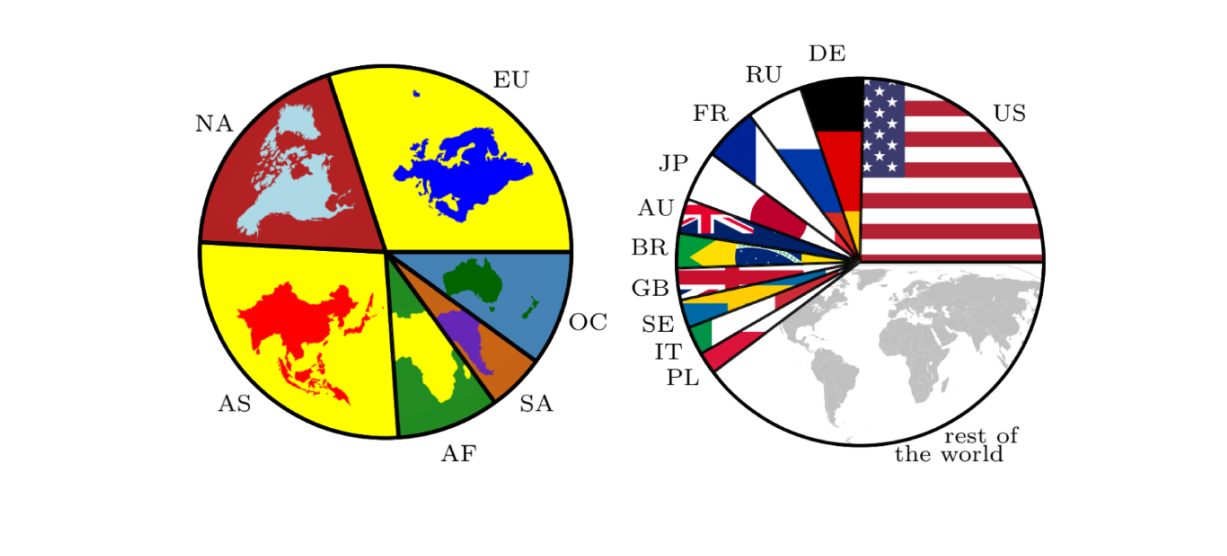 EU
NA
OC
SA
AF
AS
DE
RU
FR
JP
AU
BR
GB
SE
IT
PL
US
rest of
the world